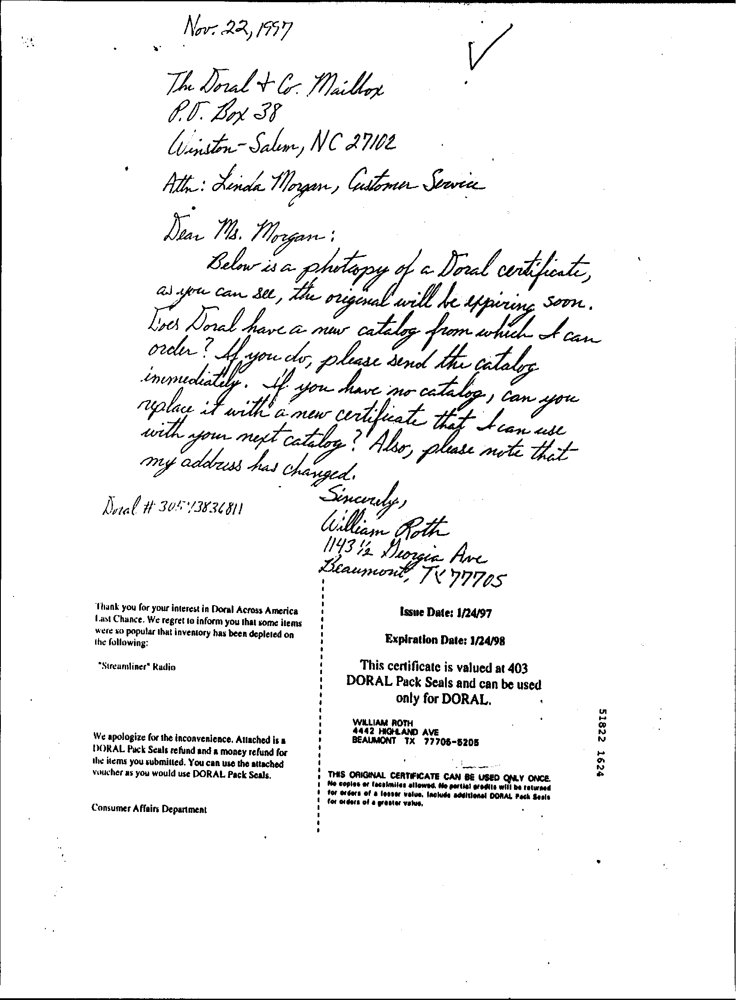 Nov. 22, 1997
The Doral & Co. Mailbox
P.O. Box 38
Winston-Salem, NC 27102
Attn: Linda Morgan, Customer Service
Dear Ms. Morgan:
Below is a photocopy of a Doral certificate,
as you can see, the original will be expiring soon.
Does Doral have a new catalog from which I can
order? If you do, please send the catalog
immediately. If you have no catalog, can you
replace it with a new certificate that I can use
with your next catalog? Also, please note that
my address has changed.
Sincerely,
Doral #
William Roth
1143 1/2 Georgia Ave
Beaumont, TX 77705
Thank you for your interest in Doral Across America
Last Chance. We regret to inform you that some items
were so popular that inventory has been depleted on
the following:
"Streamliner" Radio
We apologize for the inconvenience. Attached is a
DORAL Pack Seals refund and a money refund for
the items you submitted. You can use the attached
voucher as you would use DORAL Pack Seals.
Consumer Affairs Department
Issue Date: 1/24/97
Expiration Date: 1/24/98
This certificate is valued at 403
DORAL Pack Seals and can be used
only for DORAL.
WILLIAM ROTH
4442 HIGHLAND AVE
BEAUMONT TX 77705-5205
THIS ORIGINAL CERTIFICATE CAN BE USED ONLY ONCE.
No copies or facsimiles allowed. No partial credits will be returned
for orders of a lesser value. Include additional DORAL Pack Seals
for orders of a greater value.
51822 1624